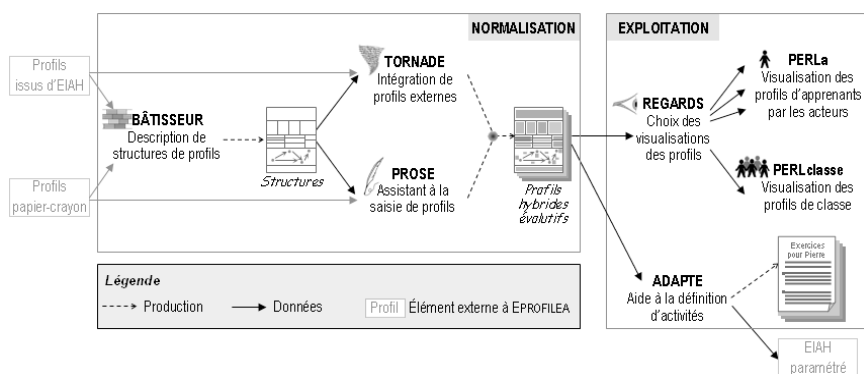 NORMALISATION
EXPLOITATION
Profils
issus d'EIAH
Profils
papier-crayon
BÂTISSEUR
Description de
structures de profils
Structures
TORNADE
Intégration de
profils externes
PROSE
Assistant à la
saisie de profils
Profils
hybrides
évolutifs
REGARDS
Choix des
visualisations
des profils
PERLa
Visualisation des
profils d'apprenants
par les acteurs
PERLclasse
Visualisation des
profils de classe
ADAPTE
Aide à la définition
d'activités
Exercices
pour Pierre
EIAH
paramétré
Légende
Production
Données
Profil
Élément externe à EPROFILEA